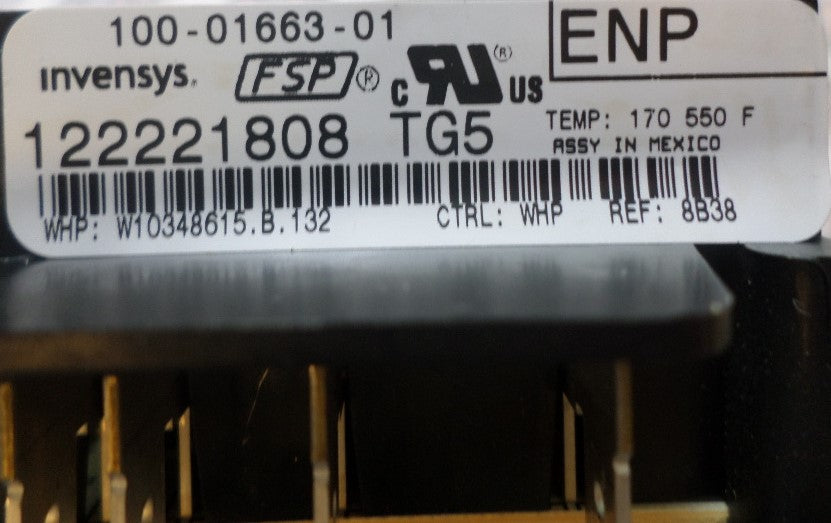 100-01663-01
ENP
invensys. FSP® c RU® US
122221808 TG5
TEMP: 170 550 F
ASSY IN MEXICO
WHP: W10348615.B.132 CTRL: WHP REF: 8B38